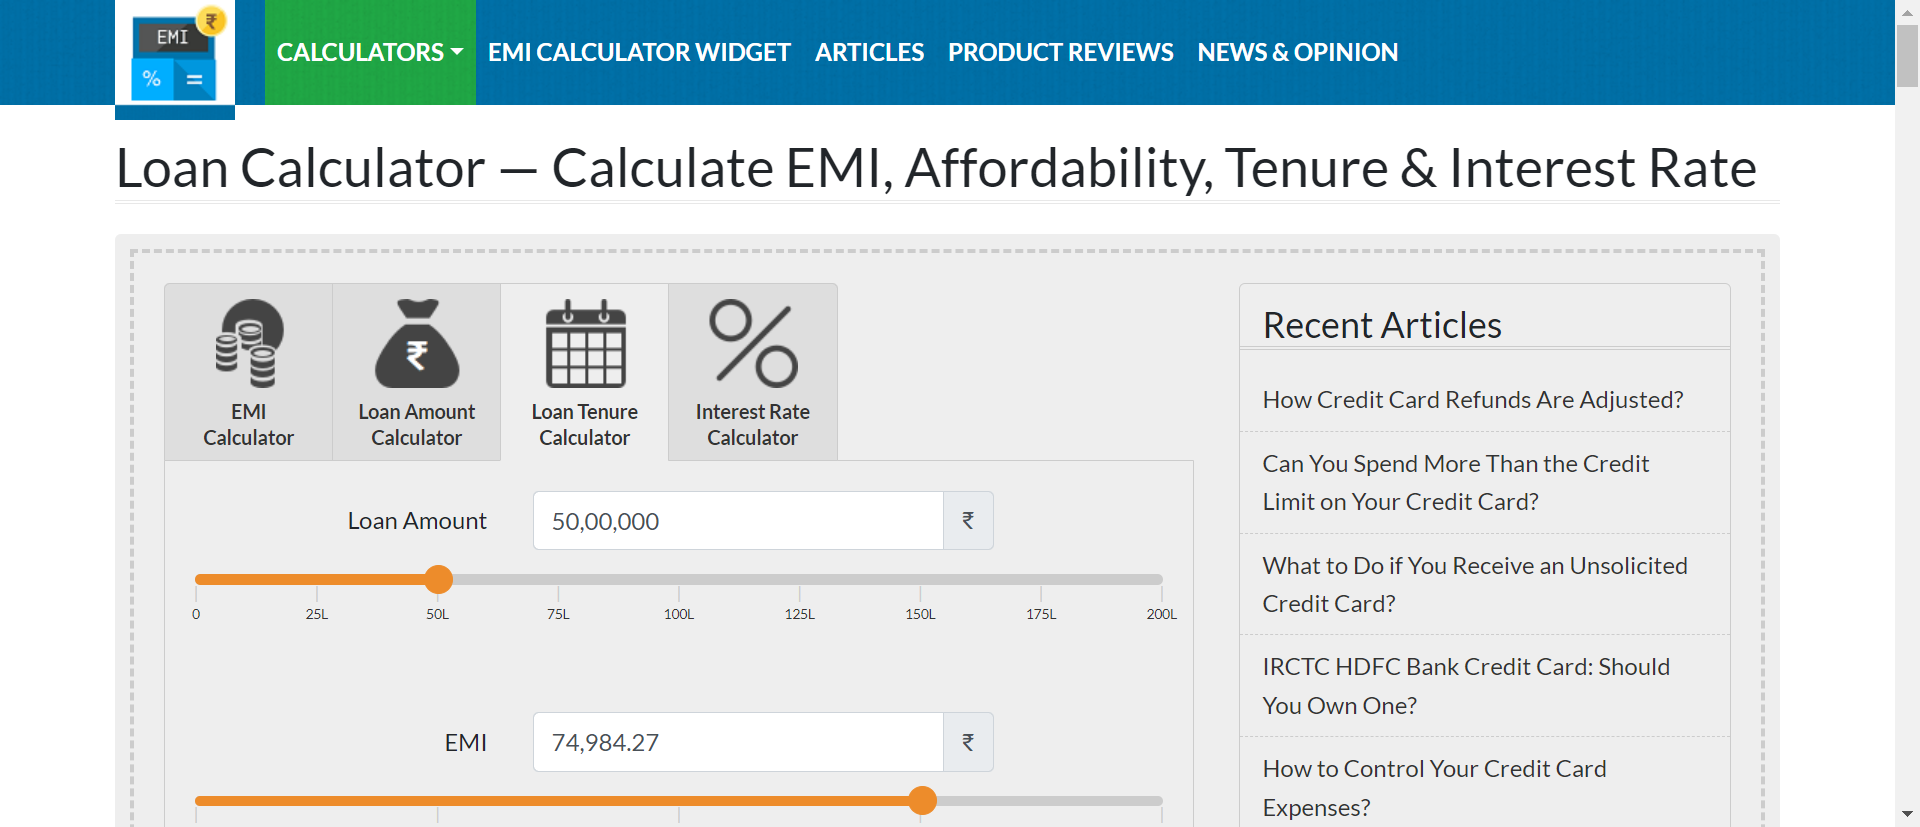 EMI
₹
%
=
CALCULATORS
EMI CALCULATOR WIDGET
ARTICLES
PRODUCT REVIEWS
NEWS & OPINION
Loan Calculator — Calculate EMI, Affordability, Tenure & Interest Rate
₹
EMI
Calculator
Loan Amount
Calculator
Loan Tenure
Calculator
Interest Rate
Calculator
Loan Amount
50,00,000
₹
0
25L
50L
75L
100L
125L
150L
175L
200L
EMI
74,984.27
₹
Recent Articles
How Credit Card Refunds Are Adjusted?
Can You Spend More Than the Credit
Limit on Your Credit Card?
What to Do if You Receive an Unsolicited
Credit Card?
IRCTC HDFC Bank Credit Card: Should
You Own One?
How to Control Your Credit Card
Expenses?